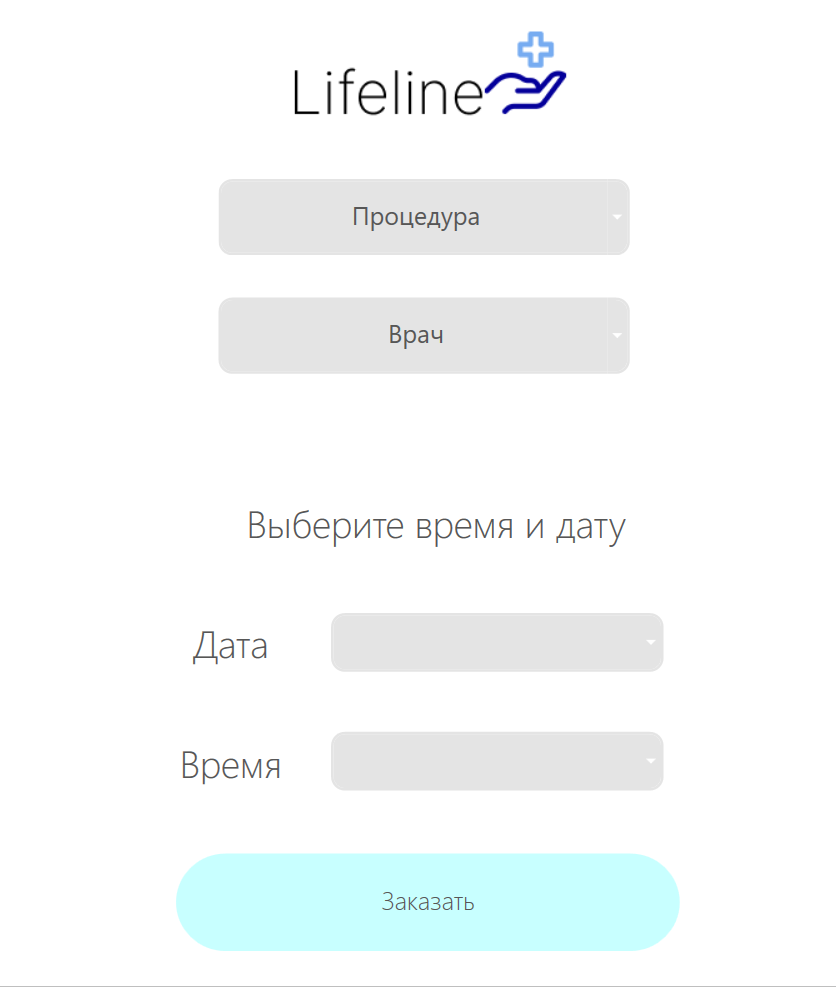 Lifeline
Процедура
Врач
Выберите время и дату
Дата
Время
Заказать